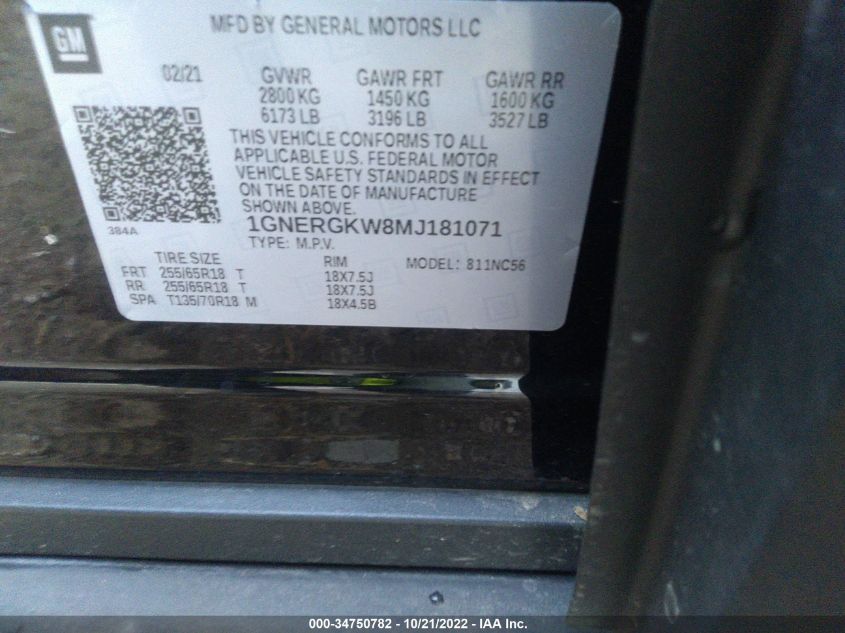 GM
MFD BY GENERAL MOTORS LLC
02/21 GVWR GAWR FRT GAWR RR
2800 KG 1450 KG 1600 KG
6173 LB 3196 LB 3527 LB
THIS VEHICLE CONFORMS TO ALL
APPLICABLE U.S. FEDERAL MOTOR
VEHICLE SAFETY STANDARDS IN EFFECT
ON THE DATE OF MANUFACTURE
SHOWN ABOVE.
384A 1GNERGKW8MJ181071
TYPE: M.P.V.
TIRE SIZE RIM MODEL: 811NC56
FRT 255/65R18 T 18X7.5J
RR 255/65R18 T 18X7.5J
SPA T135/70R18 M 18X4.5B
000-34750782 - 10/21/2022 - IAA Inc.